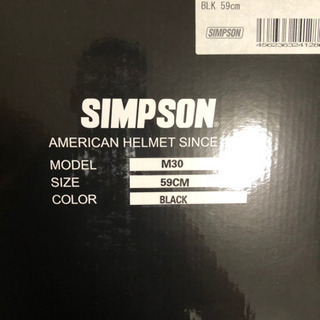 BLK 59cm
SIMPSON
SIMPSON
AMERICAN HELMET SINCE
MODEL M30
SIZE 59CM
COLOR BLACK